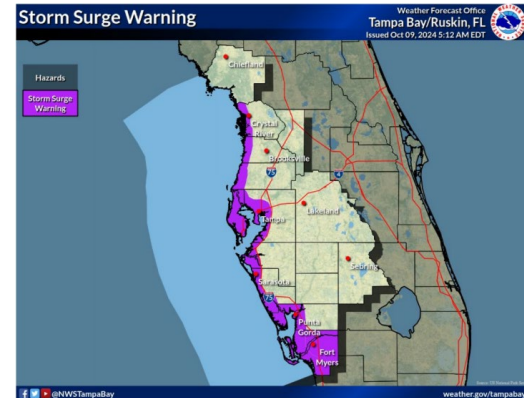 Storm Surge Warning
Weather Forecast Office
Tampa Bay/Ruskin, FL
Issued Oct 09, 2024 5:12 AM EDT
Hazards
Storm Surge
Warning
Chiefland
Crystal
River
Brooksville
75
4
Tampa
Lakeland
Sebring
Sarasota
75
Punta
Gorda
Fort
Myers
@NWSTampaBay
weather.gov/tampabay